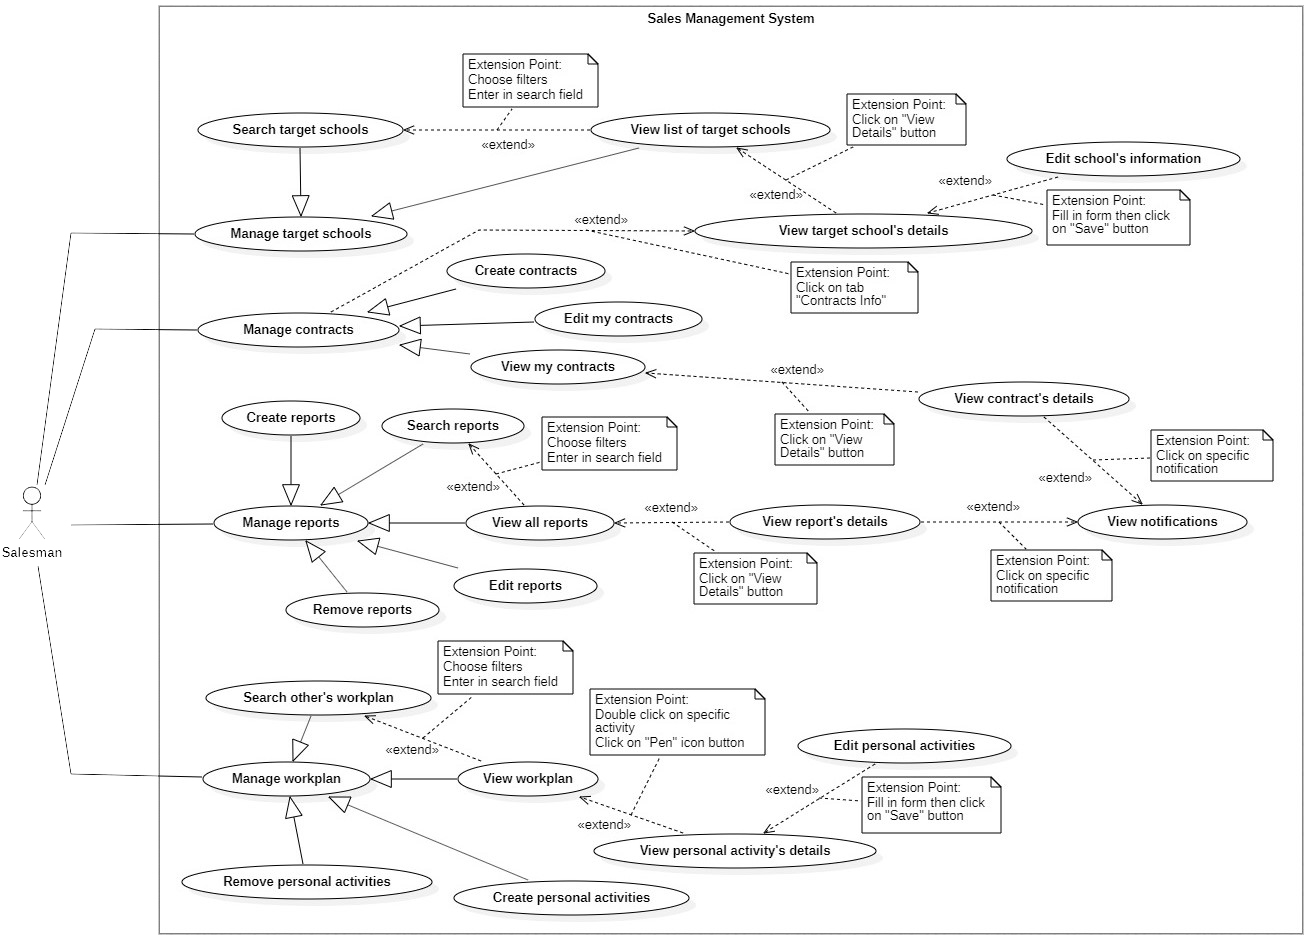 Sales Management System
Extension Point:
Choose filters
Enter in search field
Search target schools
«extend»
View list of target schools
Extension Point:
Click on "View
Details" button
Edit school's information
«extend»
«extend»
Extension Point:
Fill in form then click
on "Save" button
Manage target schools
«extend»
View target school's details
Create contracts
Extension Point:
Click on tab
"Contracts Info"
Manage contracts
Edit my contracts
View my contracts
«extend»
View contract's details
Create reports
Search reports
Extension Point:
Choose filters
Enter in search field
Extension Point:
Click on "View
Details" button
Extension Point:
Click on specific
notification
«extend»
«extend»
Manage reports
View all reports
«extend»
View report's details
«extend»
View notifications
Salesman
Extension Point:
Click on "View
Details" button
Extension Point:
Click on specific
notification
Edit reports
Remove reports
Extension Point:
Choose filters
Enter in search field
Search other's workplan
Extension Point:
Double click on specific
activity
Click on "Pen" icon button
«extend»
Edit personal activities
Manage workplan
View workplan
«extend»
Extension Point:
Fill in form then click
on "Save" button
«extend»
View personal activity's details
Remove personal activities
Create personal activities